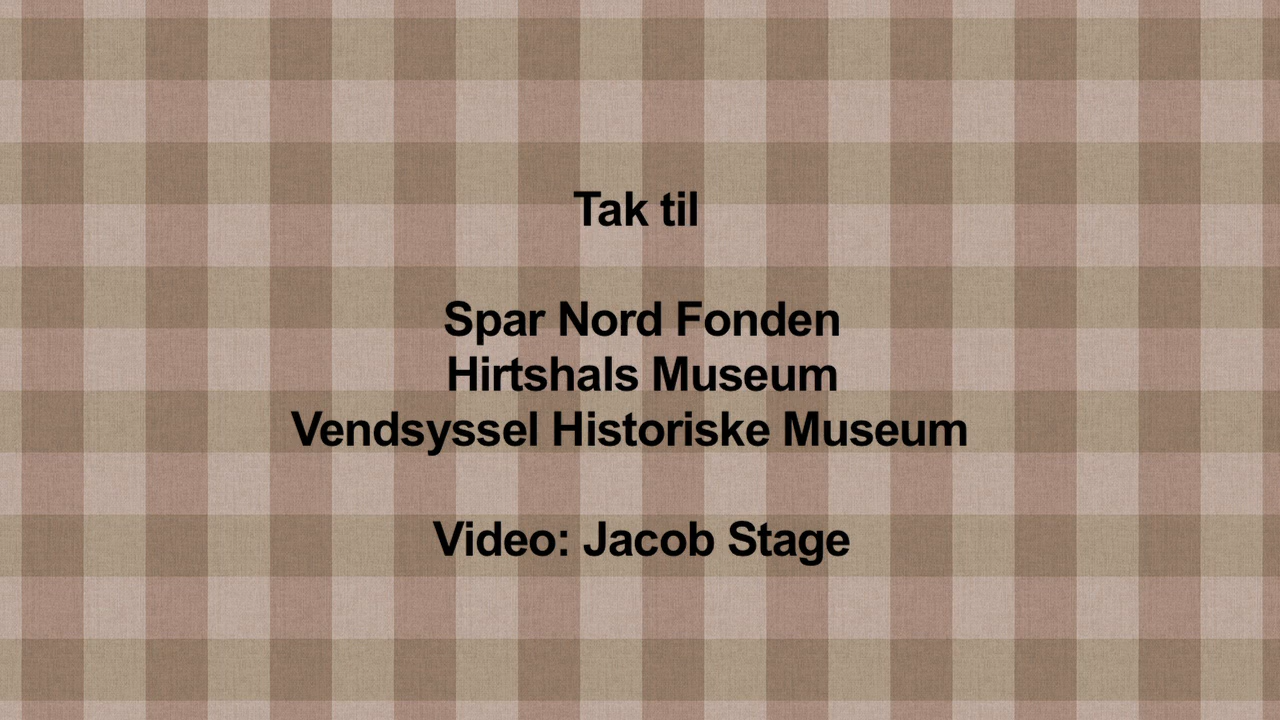 Tak til
Spar Nord Fonden
Hirtshals Museum
Vendsyssel Historiske Museum
Video: Jacob Stage